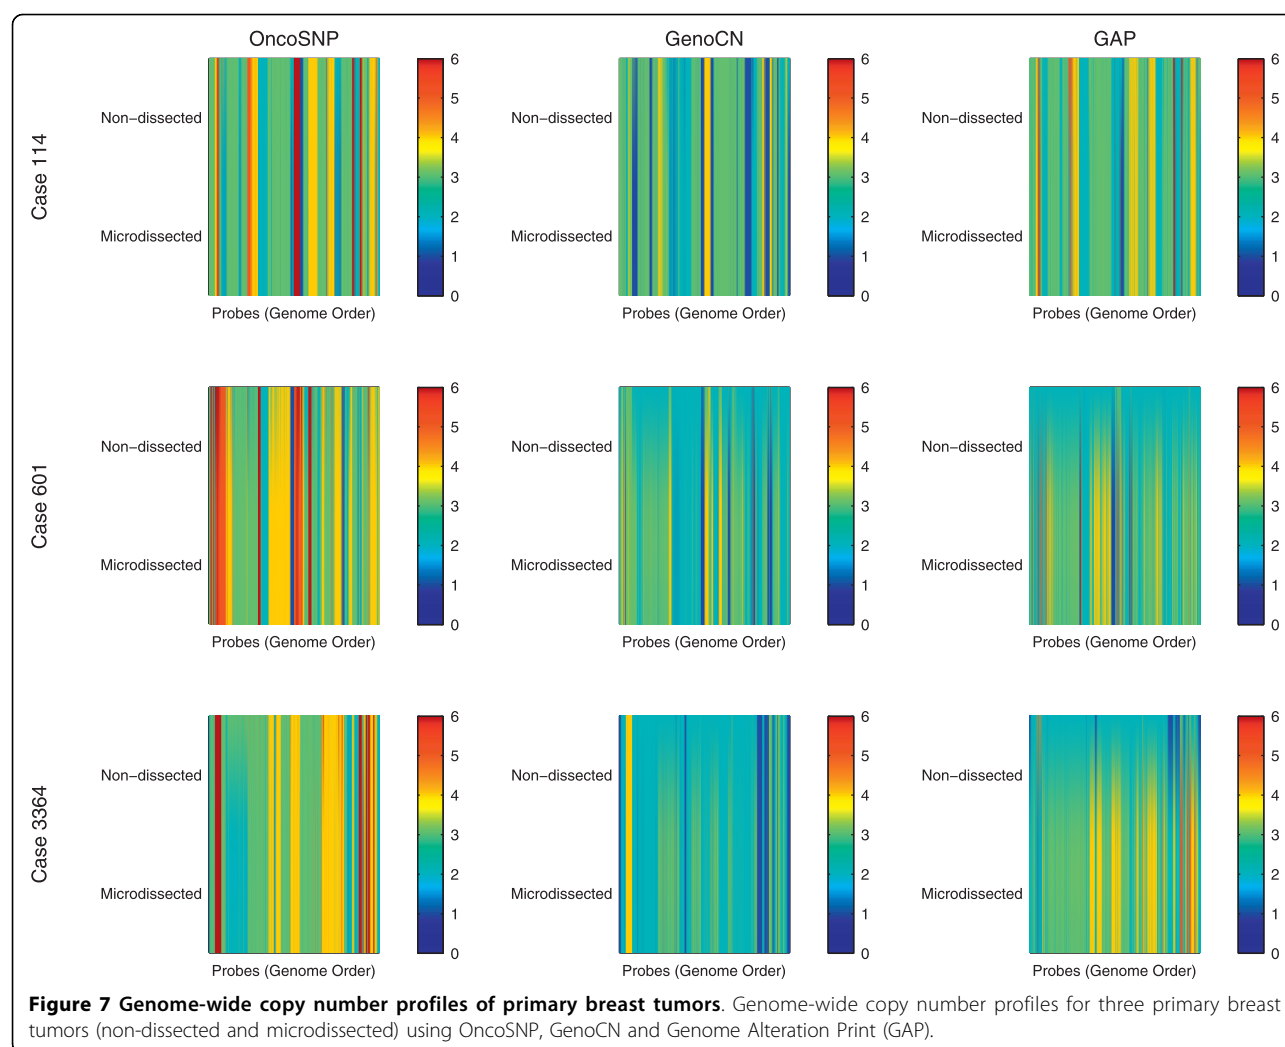 OncoSNP GenoCN GAP
Case 114
Non−dissected
Microdissected
6
5
4
3
2
1
0
Probes (Genome Order)
Non−dissected
Microdissected
6
5
4
3
2
1
0
Probes (Genome Order)
Non−dissected
Microdissected
6
5
4
3
2
1
0
Probes (Genome Order)
Case 601
Non−dissected
Microdissected
6
5
4
3
2
1
0
Probes (Genome Order)
Non−dissected
Microdissected
6
5
4
3
2
1
0
Probes (Genome Order)
Non−dissected
Microdissected
6
5
4
3
2
1
0
Probes (Genome Order)
Case 3364
Non−dissected
Microdissected
6
5
4
3
2
1
0
Probes (Genome Order)
Non−dissected
Microdissected
6
5
4
3
2
1
0
Probes (Genome Order)
Non−dissected
Microdissected
6
5
4
3
2
1
0
Probes (Genome Order)
Figure 7 Genome-wide copy number profiles of primary breast tumors. Genome-wide copy number profiles for three primary breast
tumors (non-dissected and microdissected) using OncoSNP, GenoCN and Genome Alteration Print (GAP).